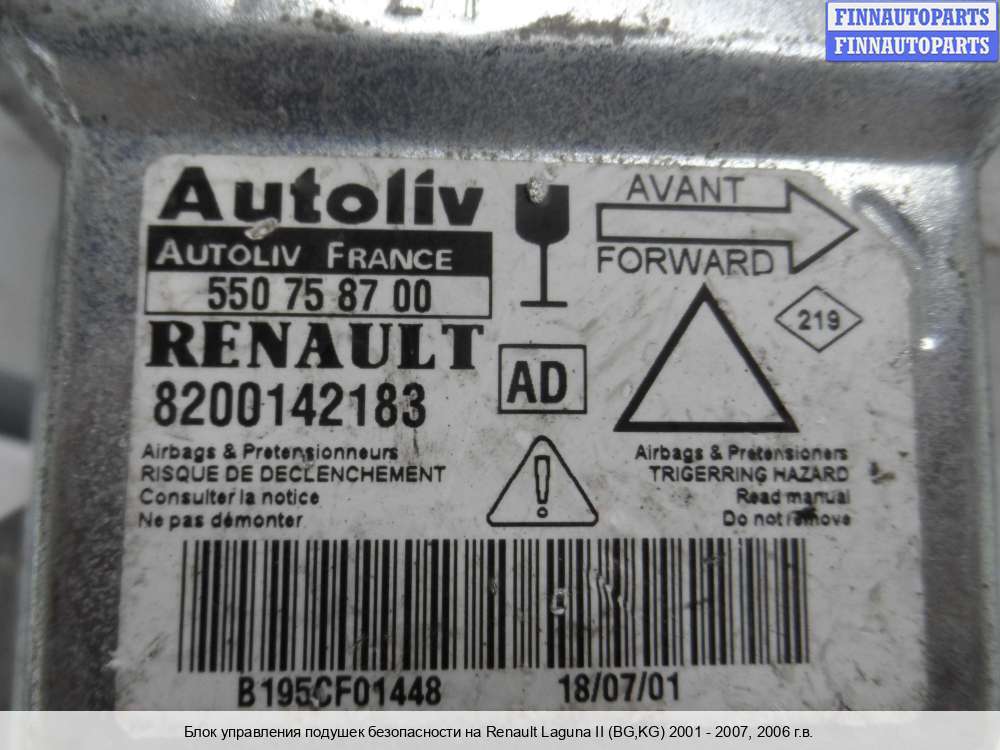 FINNAUTOPARTS
FINNAUTOPARTS
Autoliv
AUTOLIV FRANCE
550 75 87 00
RENAULT
8200142183
AVANT
FORWARD
219
AD
Airbags & Pretensionneurs
RISQUE DE DECLENCHEMENT
Consulter la notice
Ne pas démonter
Airbags & Pretensioners
TRIGERRING HAZARD
Read manual
Do not remove
B195CF01448
18/07/01
Блок управления подушек безопасности на Renault Laguna II (BG,KG) 2001 - 2007, 2006 г.в.